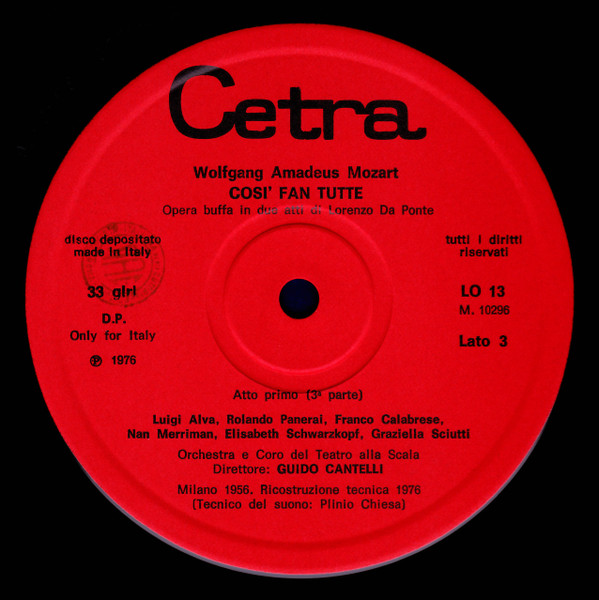 Cetra
Wolfgang Amadeus Mozart
COSI' FAN TUTTE
Opera buffa in due atti di Lorenzo Da Ponte
disco depositato
made in Italy
33 giri
D.P.
Only for Italy
℗ 1976
tutti i diritti
riservati
LO 13
M. 10296
Lato 3
Atto primo (3ª parte)
Luigi Alva, Rolando Panerai, Franco Calabrese,
Nan Merriman, Elisabeth Schwarzkopf, Graziella Sciutti
Orchestra e Coro del Teatro alla Scala
Direttore: GUIDO CANTELLI
Milano 1956. Ricostruzione tecnica 1976
(Tecnico del suono: Plinio Chiesa)